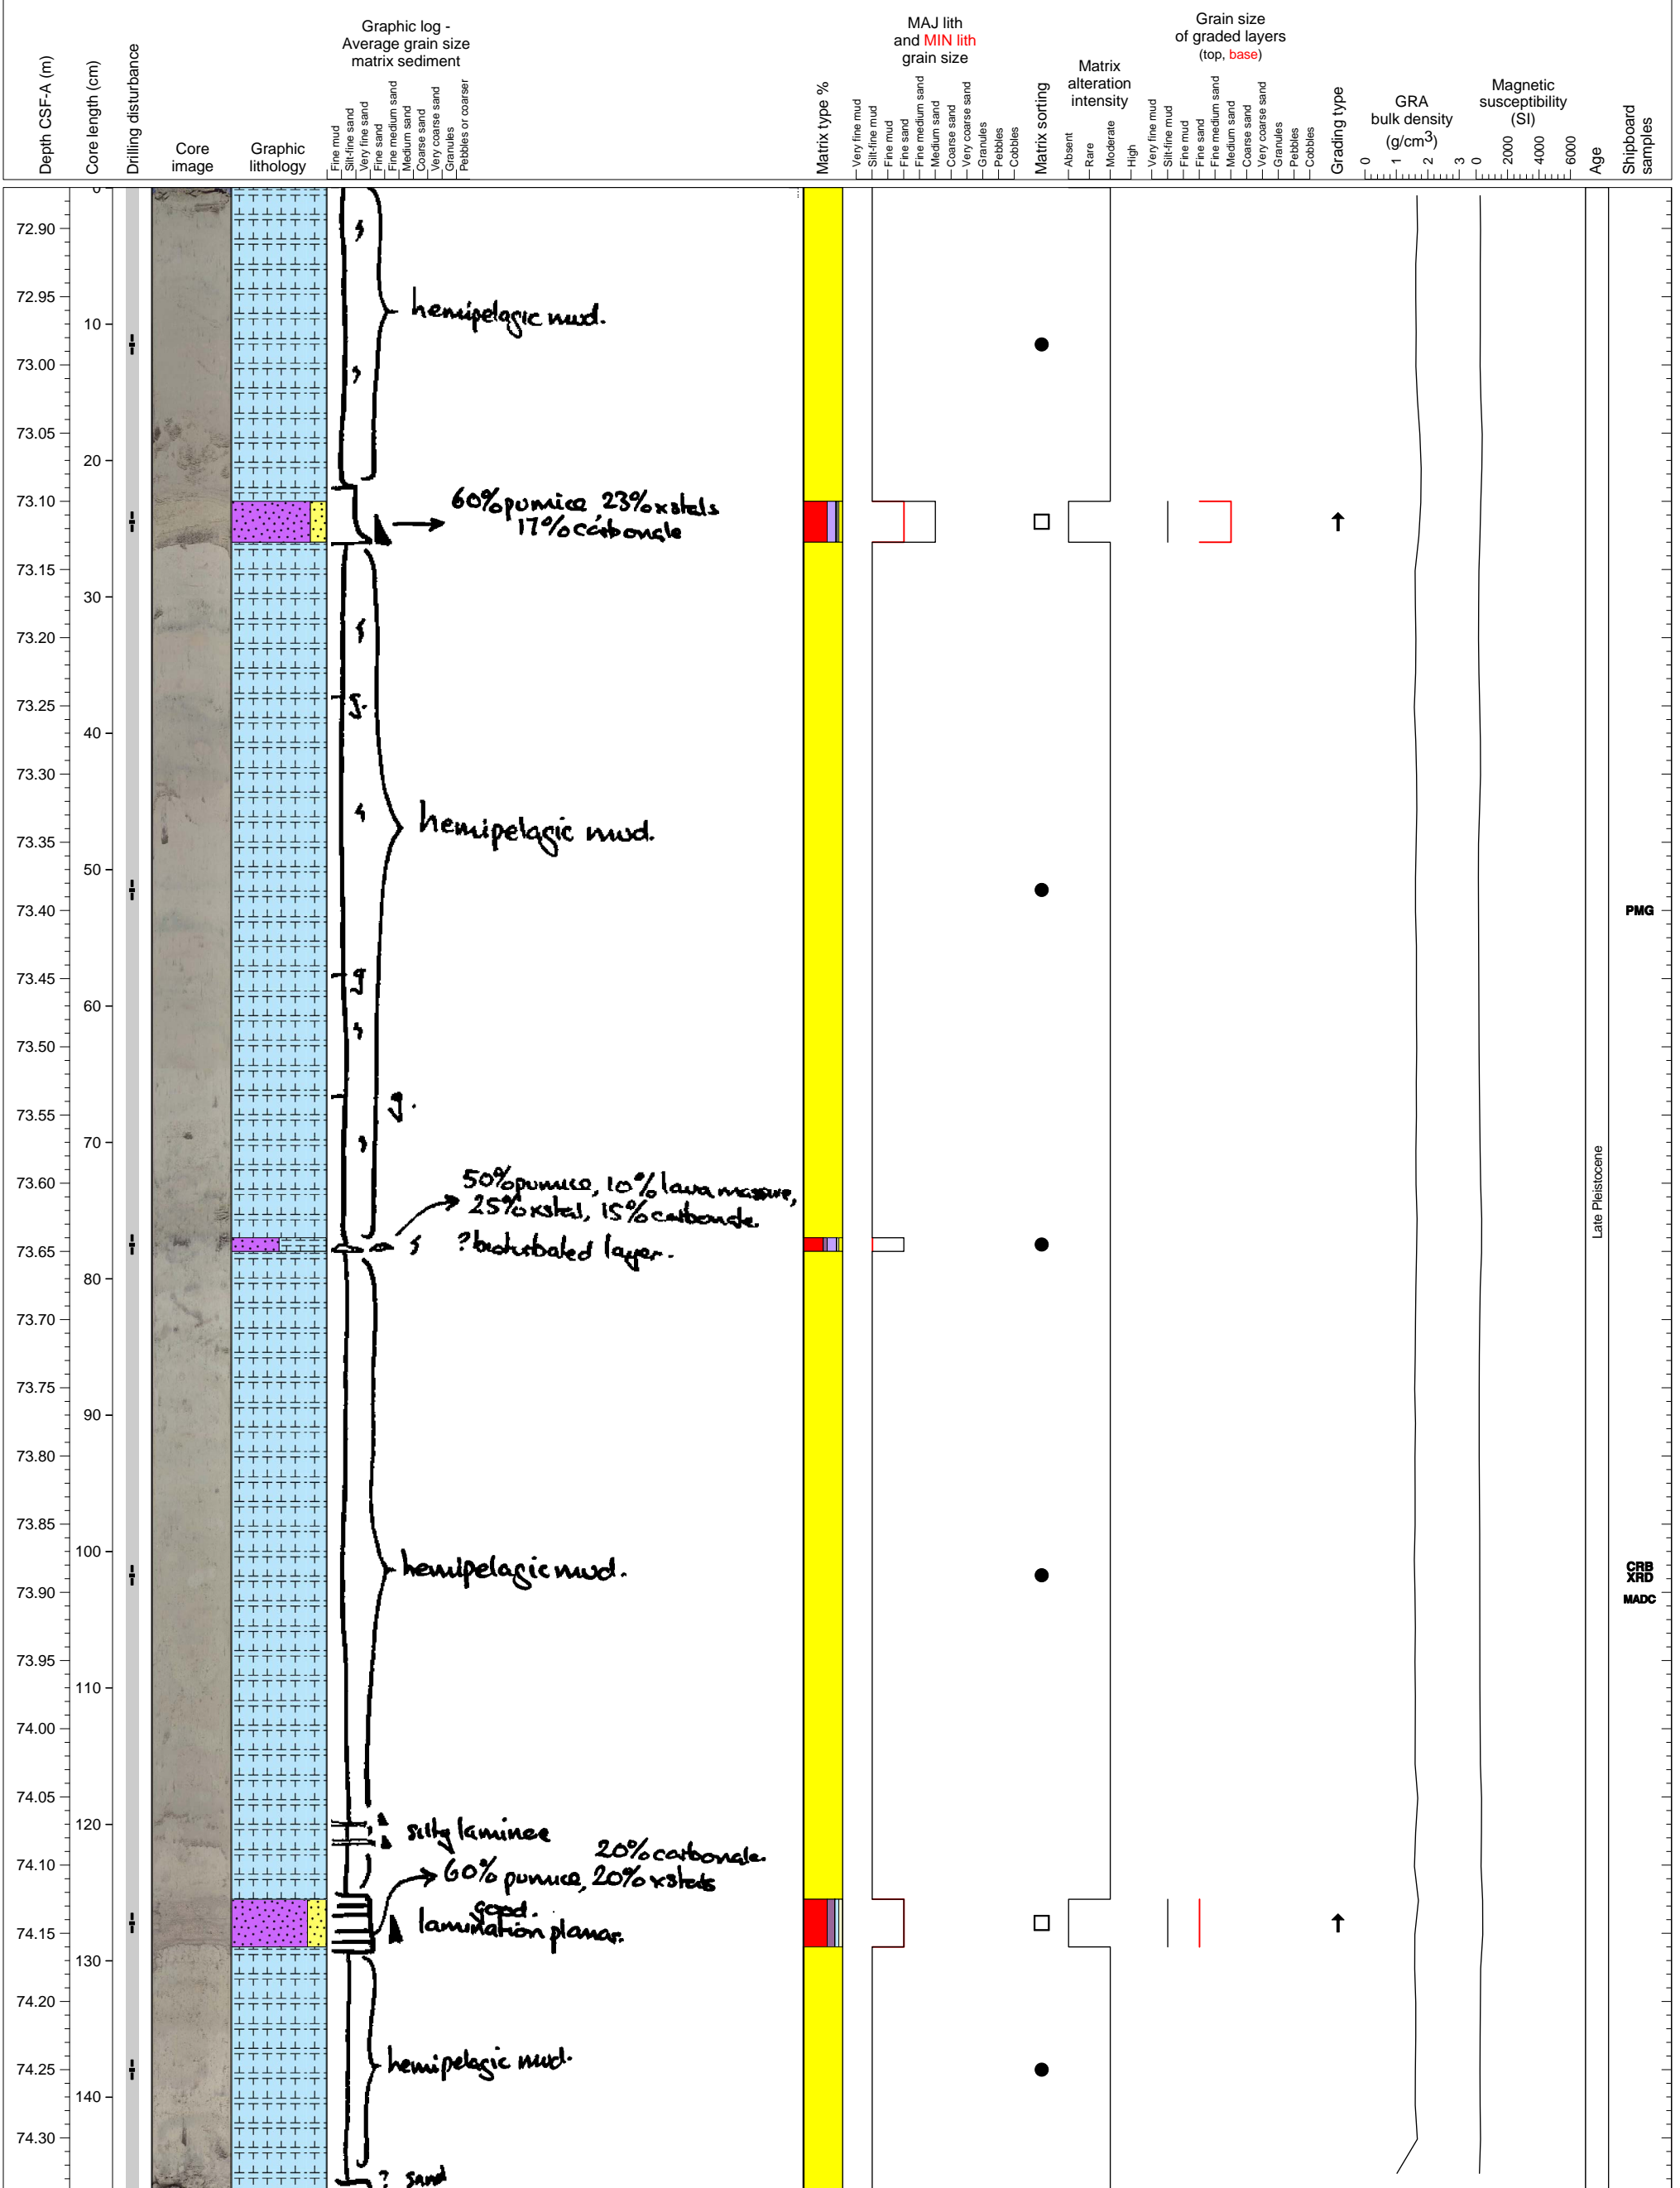 Depth CSF-A (m)
Core length (cm)
Drilling disturbance
Core
image
Graphic
lithology
Graphic log -
Average grain size
matrix sediment
Fine mud
Silt-fine sand
Very fine sand
Fine sand
Fine medium sand
Medium sand
Coarse sand
Very coarse sand
Granules
Pebbles or coarser
Matrix type %
MAJ lith
and MIN lith
grain size
Very fine mud
Silt-fine mud
Fine mud
Fine sand
Fine medium sand
Medium sand
Coarse sand
Very coarse sand
Granules
Pebbles
Cobbles
Matrix sorting
Matrix
alteration
intensity
Absent
Rare
Moderate
High
Grain size
of graded layers
(top, base)
Very fine mud
Silt-fine mud
Fine mud
Fine sand
Fine medium sand
Medium sand
Coarse sand
Very coarse sand
Granules
Pebbles
Cobbles
Grading type
GRA
bulk density
(g/cm3)
0 1 2 3
Magnetic
susceptibility
(SI)
0 2000 4000 6000
Age
Shipboard
samples
0
72.90
72.95
hemipelagic mud.
10
73.00
73.05
20
73.10
60% pumice, 23% xstals
17% carbonate
73.15
30
73.20
73.25
40
73.30
hemipelagic mud.
73.35
50
73.40
PMG
73.45
60
73.50
73.55
70
73.60
50% pumice, 10% lava massive,
25% xstal, 15% carbonate.
Late Pleistocene
73.65
? bioturbated layer.
80
73.70
73.75
90
73.80
73.85
100
hemipelagic mud.
CRB
XRD
73.90
MADC
73.95
110
74.00
74.05
120
silty laminee
20% carbonate.
74.10
60% pumice, 20% xstals
good.
lamination planar.
74.15
130
74.20
hemipelagic mud.
74.25
140
74.30
? sand